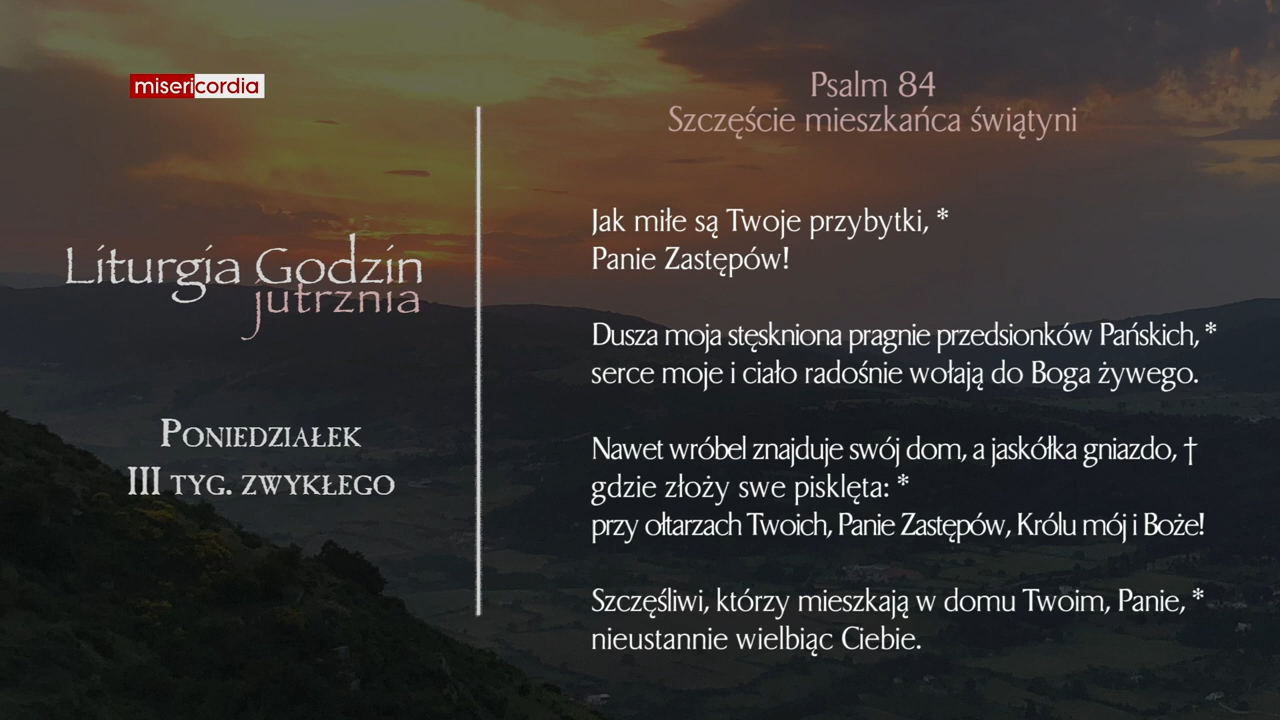 misericordia
Liturgia Godzin
jutrznia
Poniedziałek
III tyg. zwykłego
Psalm 84
Szczęście mieszkańca świątyni
Jak miłe są Twoje przybytki, *
Panie Zastępów!
Dusza moja stęskniona pragnie przedsionków Pańskich, *
serce moje i ciało radośnie wołają do Boga żywego.
Nawet wróbel znajduje swój dom, a jaskółka gniazdo, †
gdzie złoży swe pisklęta: *
przy ołtarzach Twoich, Panie Zastępów, Królu mój i Boże!
Szczęśliwi, którzy mieszkają w domu Twoim, Panie, *
nieustannie wielbiąc Ciebie.